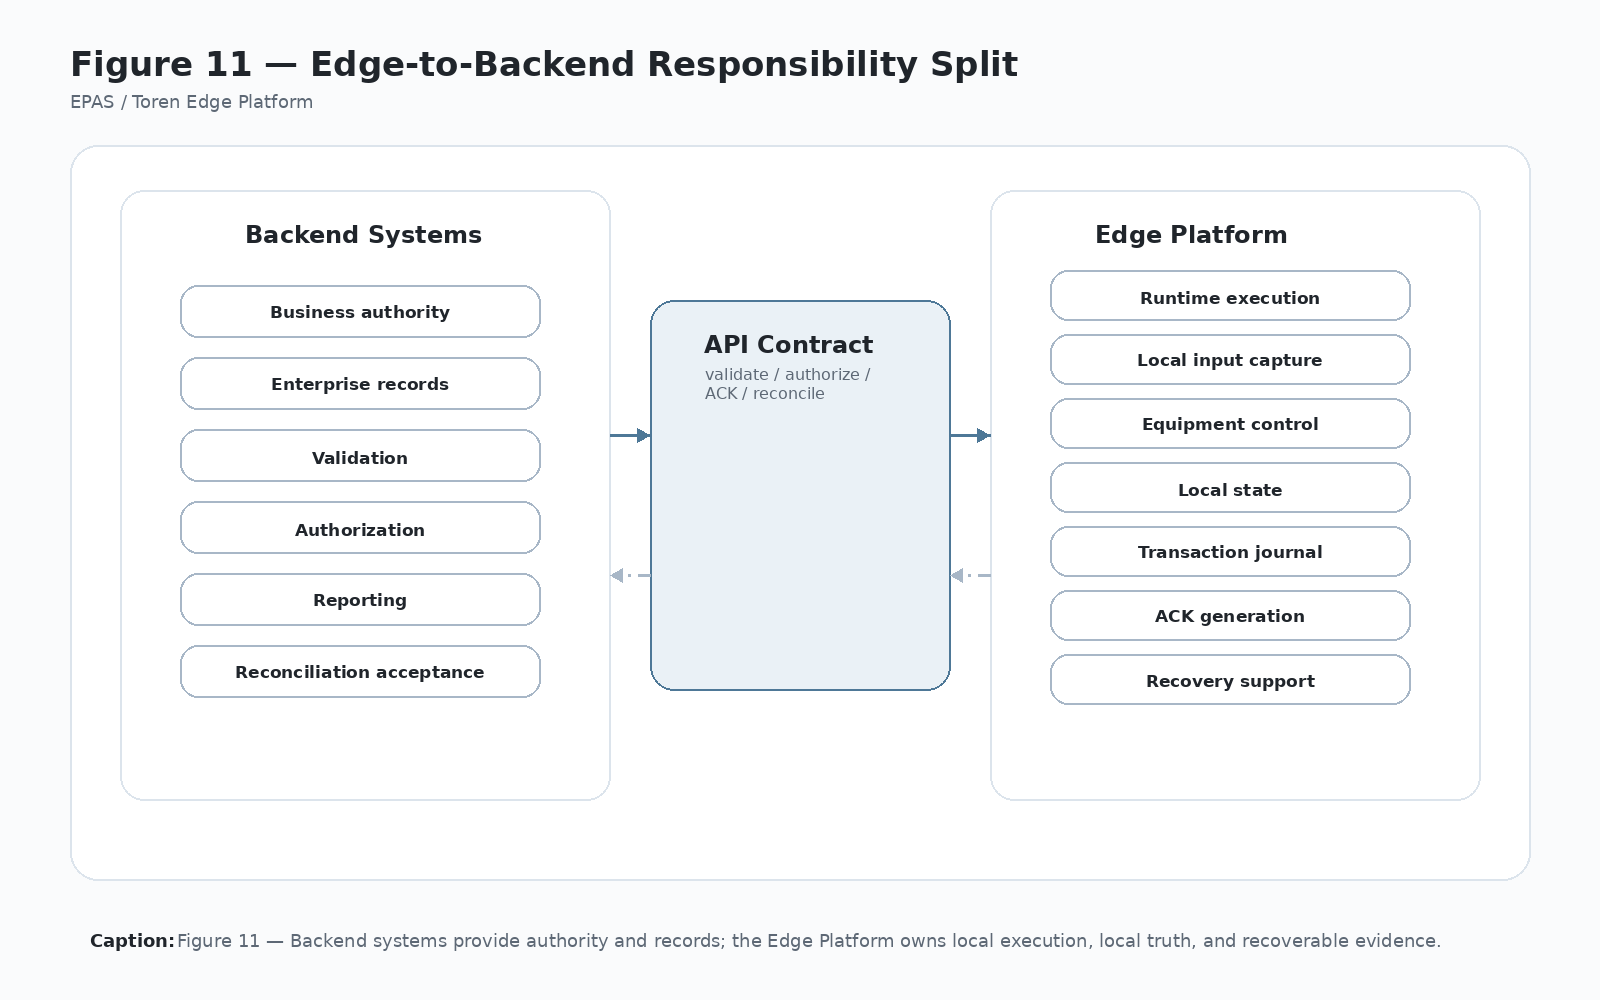 Figure 11 — Edge-to-Backend Responsibility Split
EPAS / Toren Edge Platform
Backend Systems
Business authority
Enterprise records
Validation
Authorization
Reporting
Reconciliation acceptance
API Contract
validate / authorize /
ACK / reconcile
Edge Platform
Runtime execution
Local input capture
Equipment control
Local state
Transaction journal
ACK generation
Recovery support
Caption: Figure 11 — Backend systems provide authority and records; the Edge Platform owns local execution, local truth, and recoverable evidence.